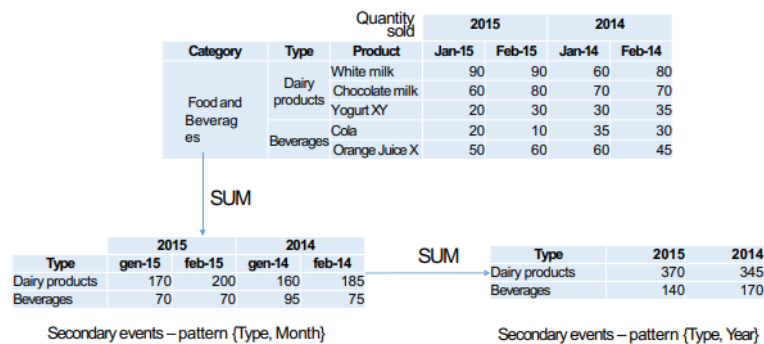 Quantity sold 2015 2014
Category Type Product Jan-15 Feb-15 Jan-14 Feb-14
Food and Beverag es
Dairy products
White milk 90 90 60 80
Chocolate milk 60 80 70 70
Yogurt XY 20 30 30 35
Beverages
Cola 20 10 35 30
Orange Juice X 50 60 60 45
SUM
2015 2014
Type gen-15 feb-15 gen-14 feb-14
Dairy products 170 200 160 185
Beverages 70 70 95 75
Secondary events – pattern {Type, Month}
SUM
Type 2015 2014
Dairy products 370 345
Beverages 140 170
Secondary events – pattern {Type, Year}